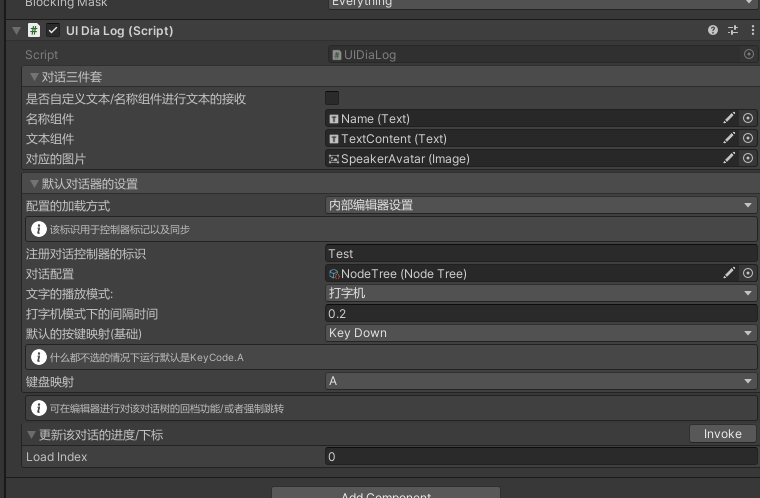 Blocking Mask Everything
UI Dia Log (Script)
Script UIDiaLog
对话三件套
是否自定义文本/名称组件进行文本的接收
名称组件 Name (Text)
文本组件 TextContent (Text)
对应的图片 SpeakerAvatar (Image)
默认对话器的设置
配置的加载方式 内部编辑器设置
该标识用于控制器标记以及同步
注册对话控制器的标识 Test
对话配置 NodeTree (Node Tree)
文字的播放模式: 打字机
打字机模式下的间隔时间 0.2
默认的按键映射(基础) Key Down
什么都不选的情况下运行默认是KeyCode.A
键盘映射 A
可在编辑器进行对该对话树的回档功能/或者强制跳转
更新该对话的进度/下标 Invoke
Load Index 0
Add Component